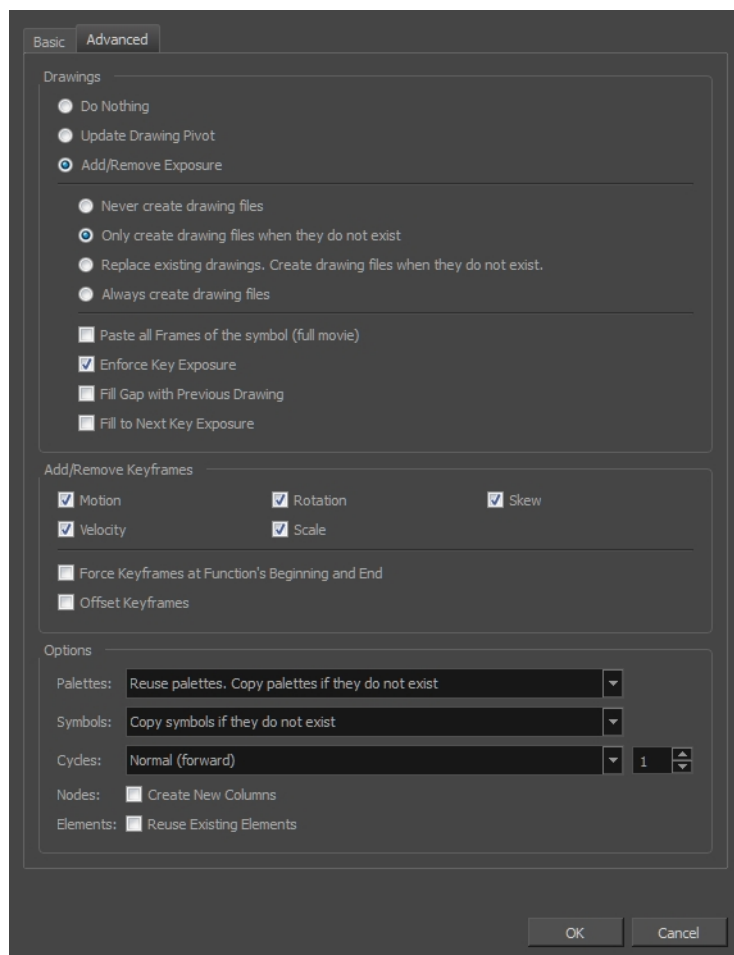 Basic Advanced
Drawings
Do Nothing
Update Drawing Pivot
Add/Remove Exposure
Never create drawing files
Only create drawing files when they do not exist
Replace existing drawings. Create drawing files when they do not exist.
Always create drawing files
Paste all Frames of the symbol (full movie)
Enforce Key Exposure
Fill Gap with Previous Drawing
Fill to Next Key Exposure
Add/Remove Keyframes
Motion Rotation Skew
Velocity Scale
Force Keyframes at Function's Beginning and End
Offset Keyframes
Options
Palettes: Reuse palettes. Copy palettes if they do not exist
Symbols: Copy symbols if they do not exist
Cycles: Normal (forward) 1
Nodes: Create New Columns
Elements: Reuse Existing Elements
OK Cancel